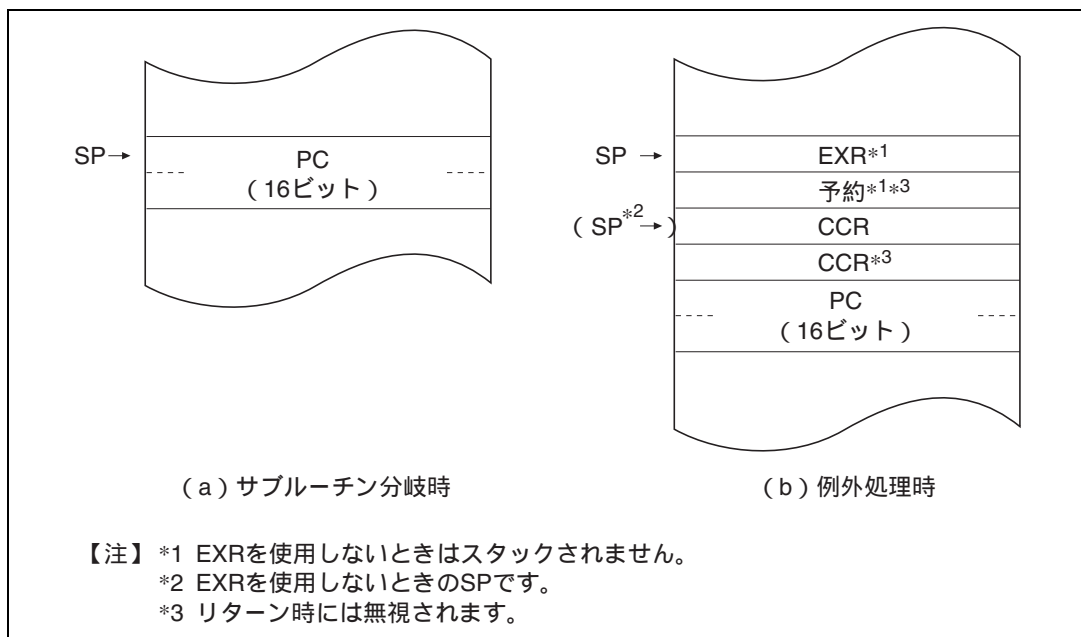 SP→
PC
（16ビット）
SP →
EXR*1
予約*1*3
（SP*2→）
CCR
CCR*3
PC
（16ビット）
（a）サブルーチン分岐時
（b）例外処理時
【注】 *1 EXRを使用しないときはスタックされません。
*2 EXRを使用しないときのSPです。
*3 リターン時には無視されます。